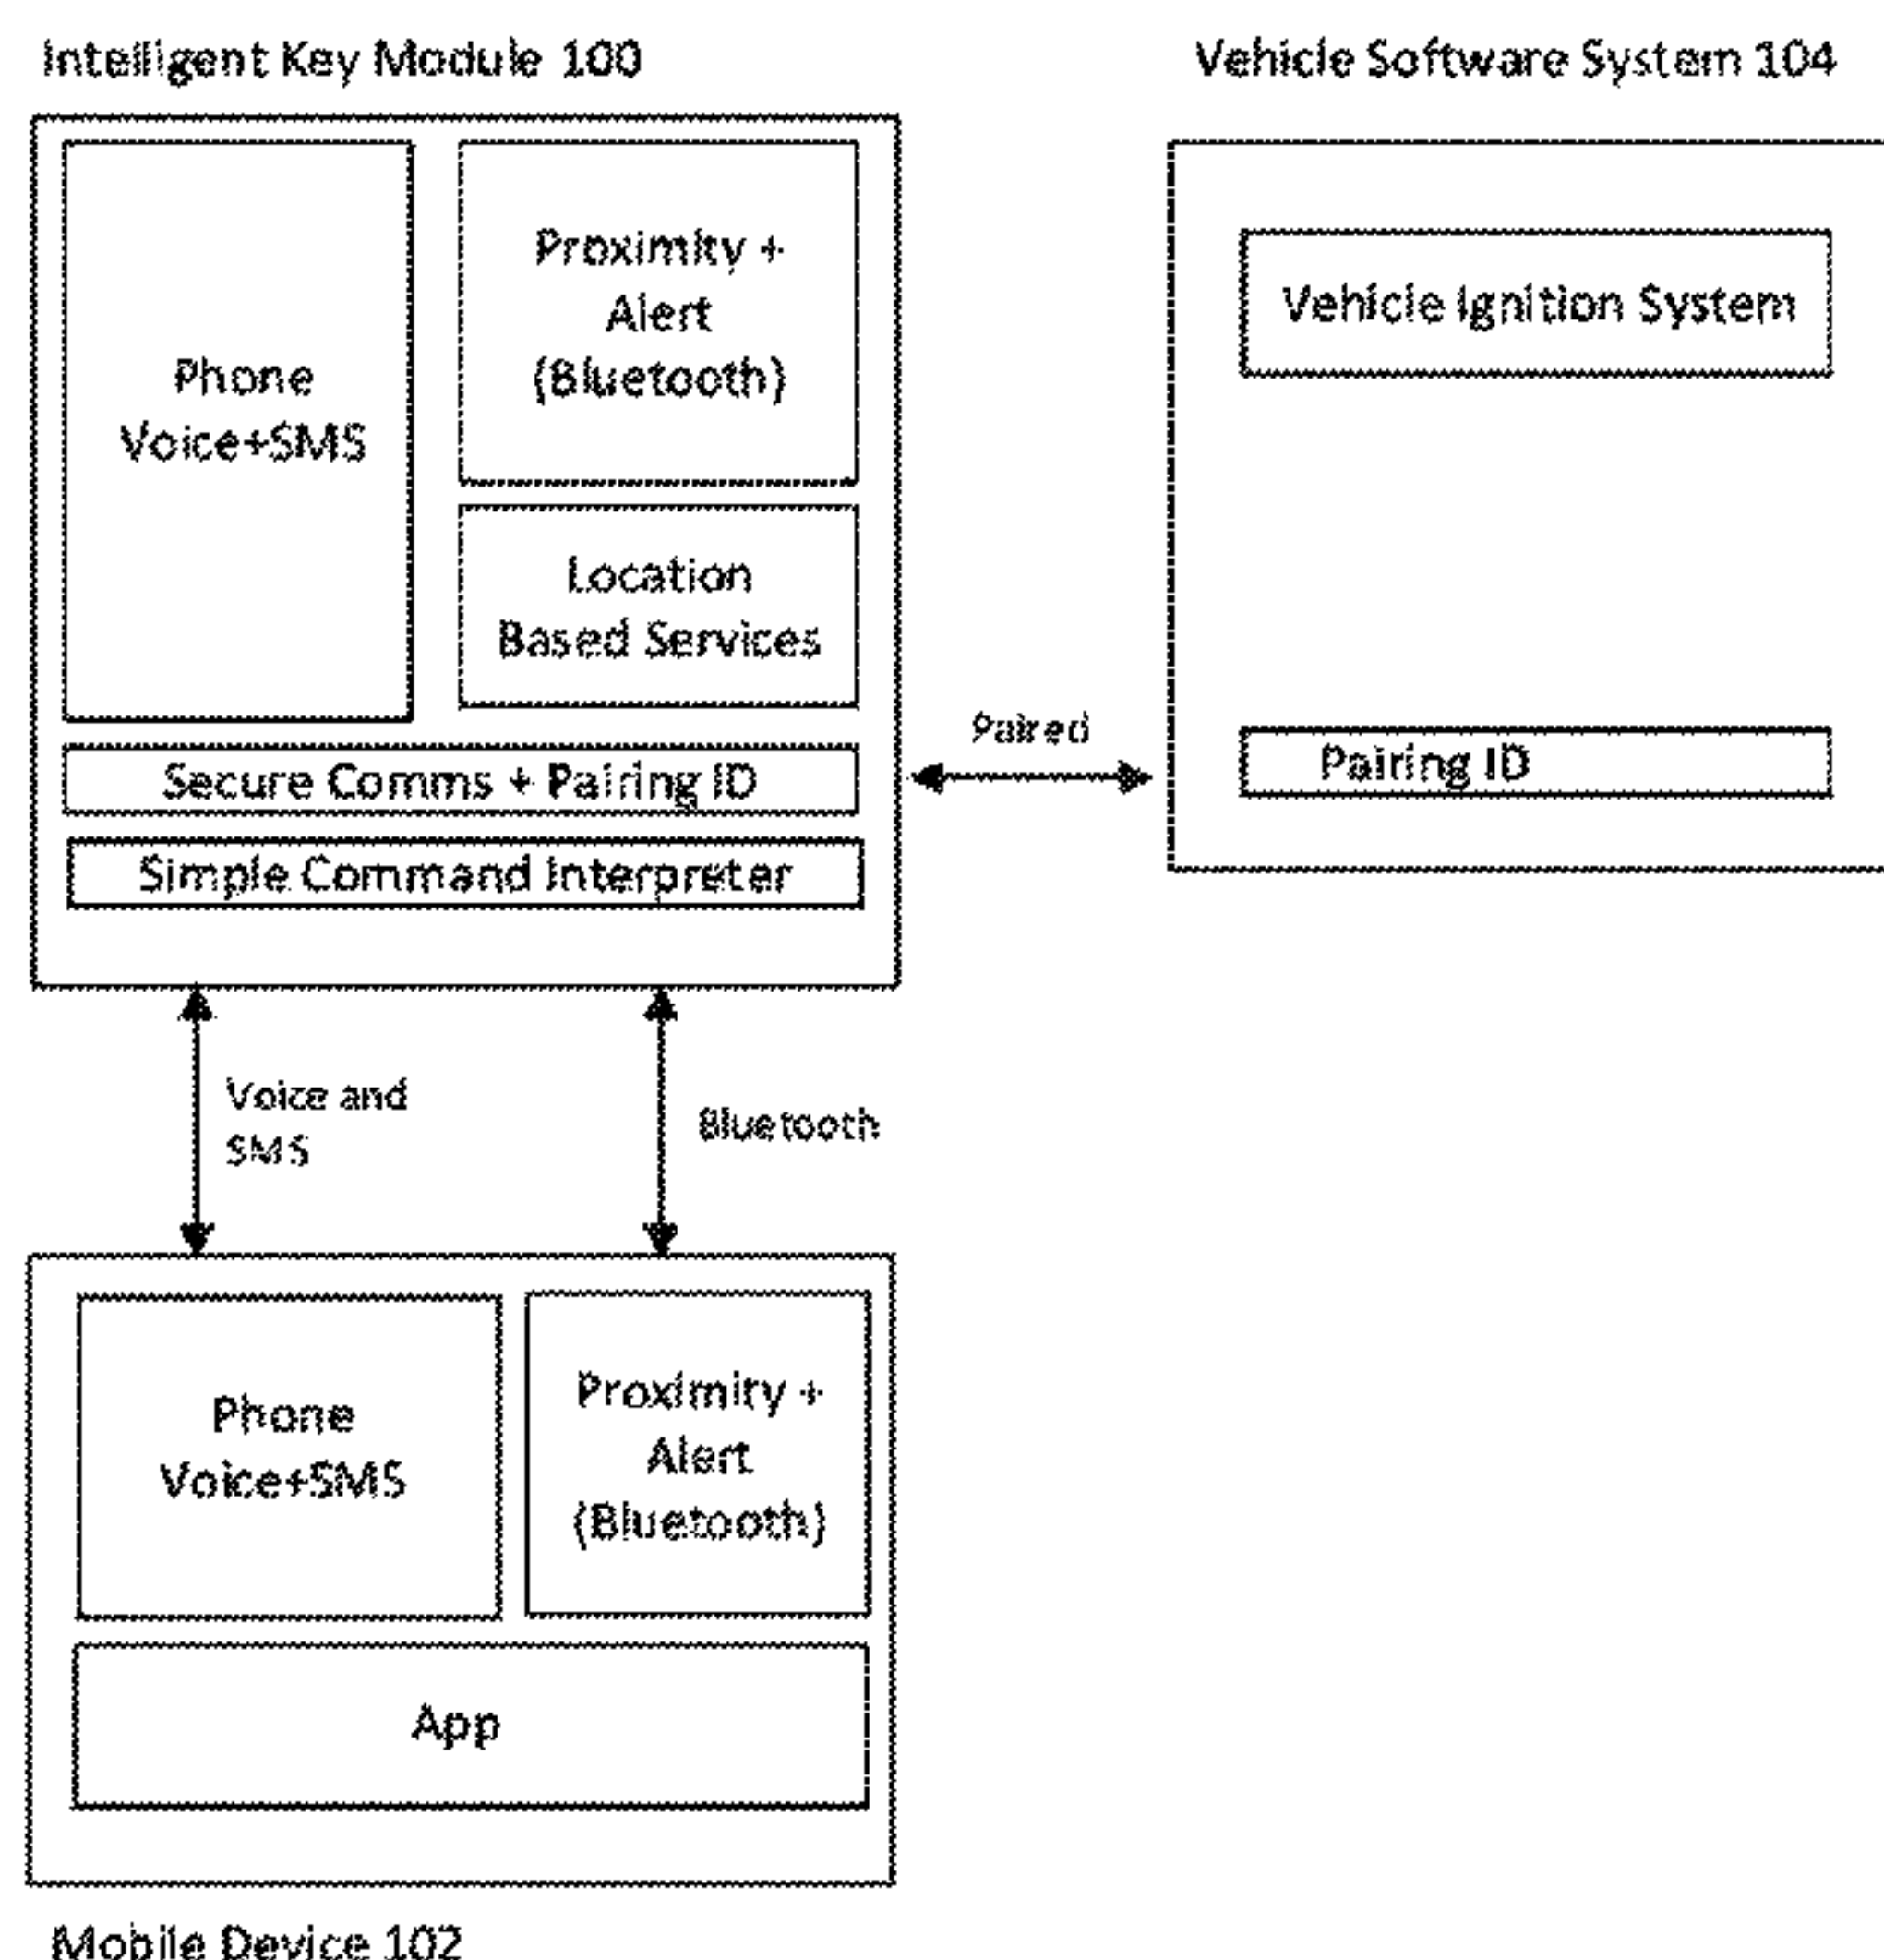 Intelligent Key Module 100
Phone
Voice+SMS
Proximity +
Alert
(Bluetooth)
Location
Based Services
Secure Comms + Pairing ID
Simple Command Interpreter
Paired
Vehicle Software System 104
Vehicle Ignition System
Pairing ID
Voice and
SMS
Bluetooth
Phone
Voice+SMS
Proximity +
Alert
(Bluetooth)
App
Mobile Device 102